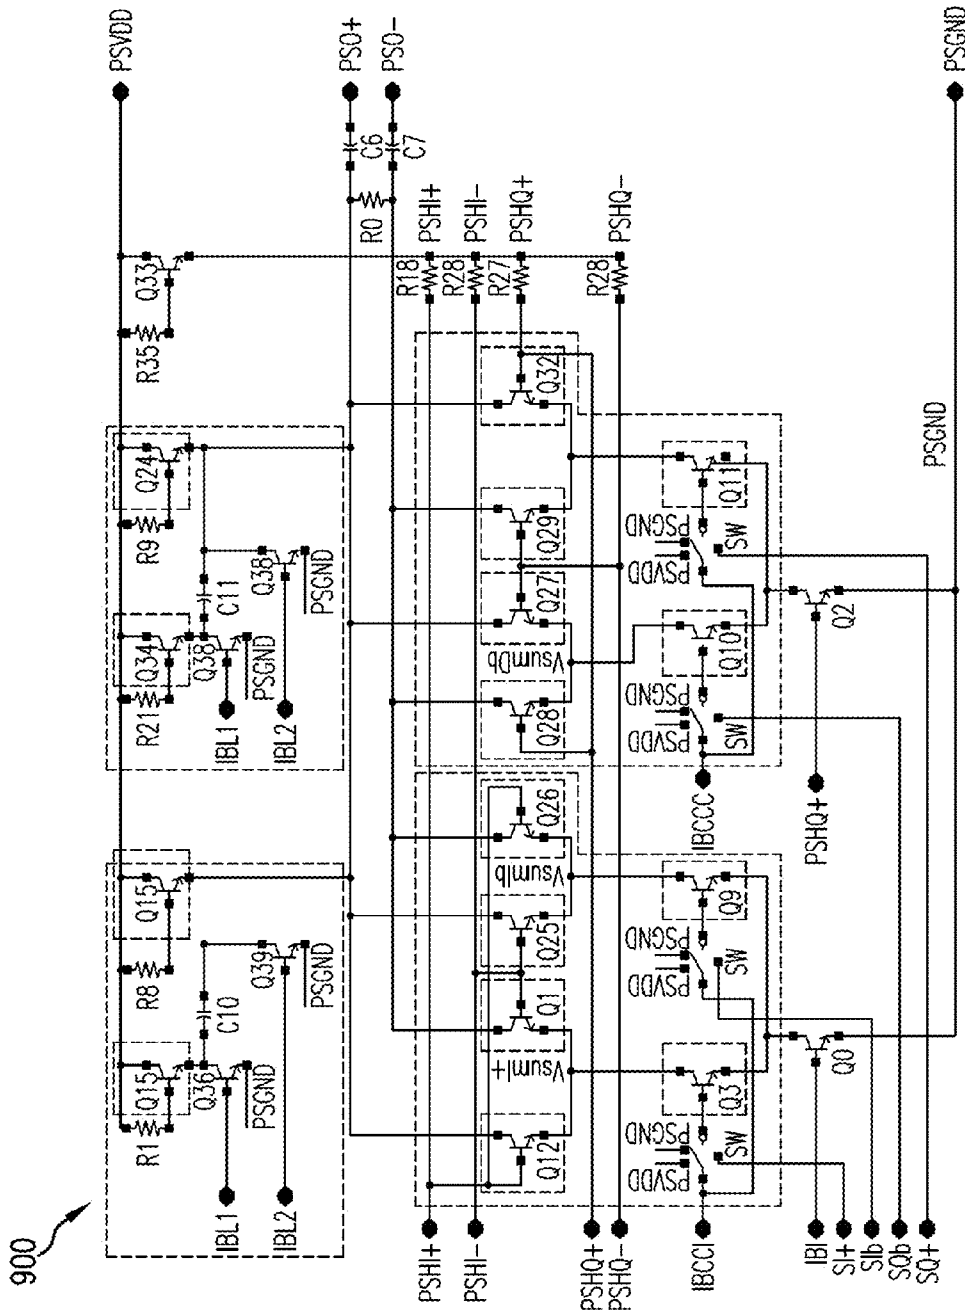 900
PSVDD
PSO+
PSO-
PSGND
C6
C7
R0
PSHI+
PSHI-
PSHQ+
PSHQ-
R18
R28
R27
R28
Q33
R35
Q24
R9
Q34
R21
Q38
C11
Q38
PSGND
PSGND
IBL1
IBL2
Q15
R8
Q15
R1
Q36
C10
Q39
PSGND
PSGND
IBL1
IBL2
Q32
Q29
Q27
VsumDb
Q28
Q26
VsumIb
Q25
Q1
VsumI+
Q12
Q11
PSGND
PSVDD
SW
Q10
PSGND
PSVDD
SW
IBCCC
Q9
PSGND
PSVDD
SW
Q3
PSGND
PSVDD
SW
Q2
PSHQ+
Q0
PSGND
PSHI+
PSHI-
PSHQ+
PSHQ-
IBCCI
IBI
SI+
SIb
SQb
SQ+